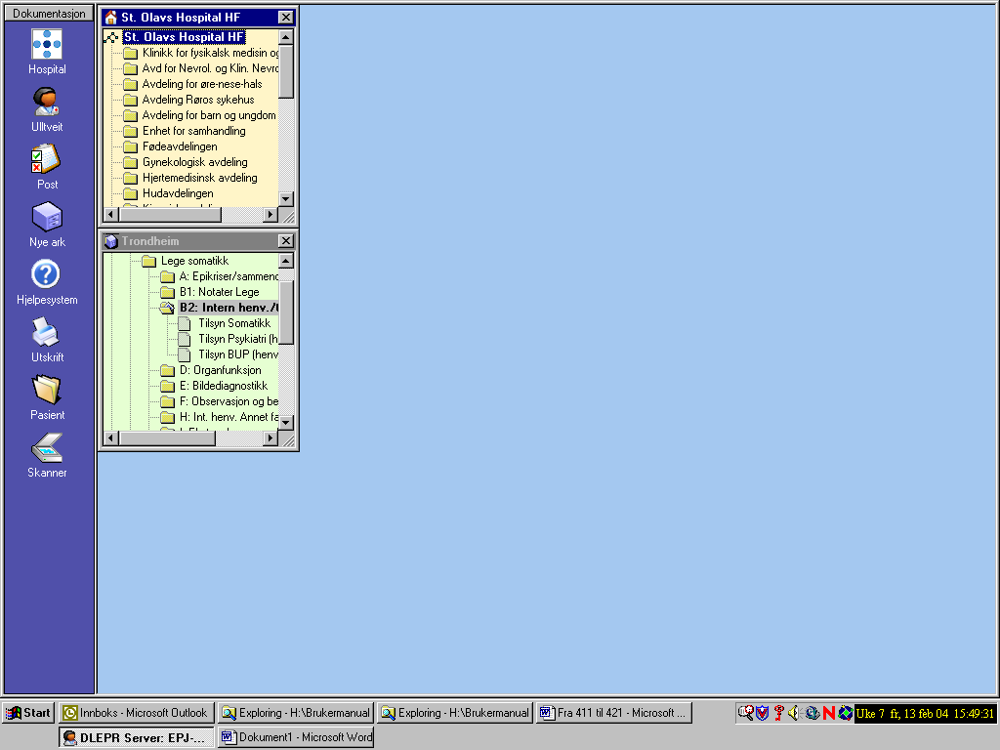 Dokumentasjon
Hospital
Ulltveit
Post
Nye ark
Hjelpesystem
Utskrift
Pasient
Skanner
St. Olavs Hospital HF
St. Olavs Hospital HF
Klinikk for fysikalsk medisin og
Avd for Nevrol. og Klin. Nevro
Avdeling for øre-nese-hals
Avdeling Røros sykehus
Avdeling for barn og ungdom
Enhet for samhandling
Fødeavdelingen
Gynekologisk avdeling
Hjertemedisinsk avdeling
Hudavdelingen
Trondheim
Lege somatikk
A: Epikriser/sammend
B1: Notater Lege
B2: Intern henv./
Tilsyn Somatikk
Tilsyn Psykiatri (h
Tilsyn BUP (henv
D: Organfunksjon
E: Bildediagnostikk
F: Observasjon og be
H: Int. henv. Annet fa
Start
Innboks - Microsoft Outlook
Exploring - H:\Brukermanual
Exploring - H:\Brukermanual
Fra 411 til 421 - Microsoft ...
Uke 7 fr, 13 feb 04 15:49:31
DLEPR Server: EPJ-...
Dokument1 - Microsoft Word